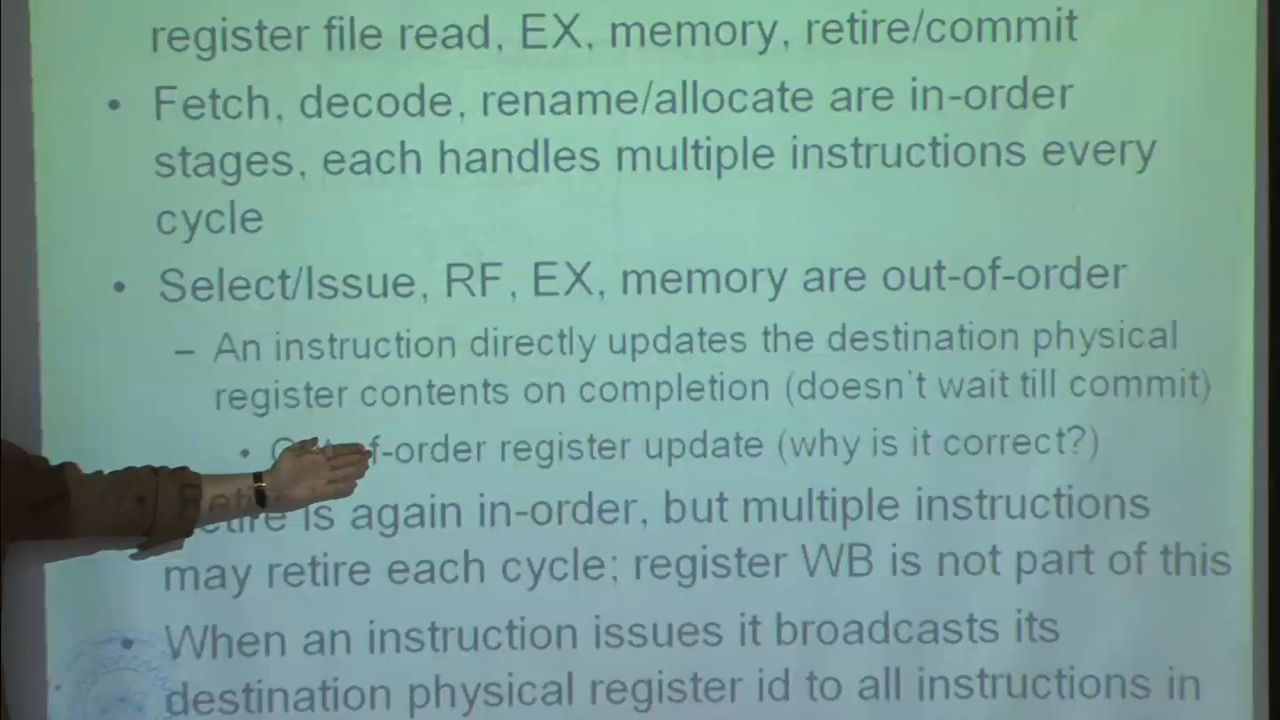 register file read, EX, memory, retire/commit
• Fetch, decode, rename/allocate are in-order
stages, each handles multiple instructions every
cycle
• Select/Issue, RF, EX, memory are out-of-order
– An instruction directly updates the destination physical
register contents on completion (doesn't wait till commit)
• Out-of-order register update (why is it correct?)
Retire is again in-order, but multiple instructions
may retire each cycle; register WB is not part of this
• When an instruction issues it broadcasts its
destination physical register id to all instructions in